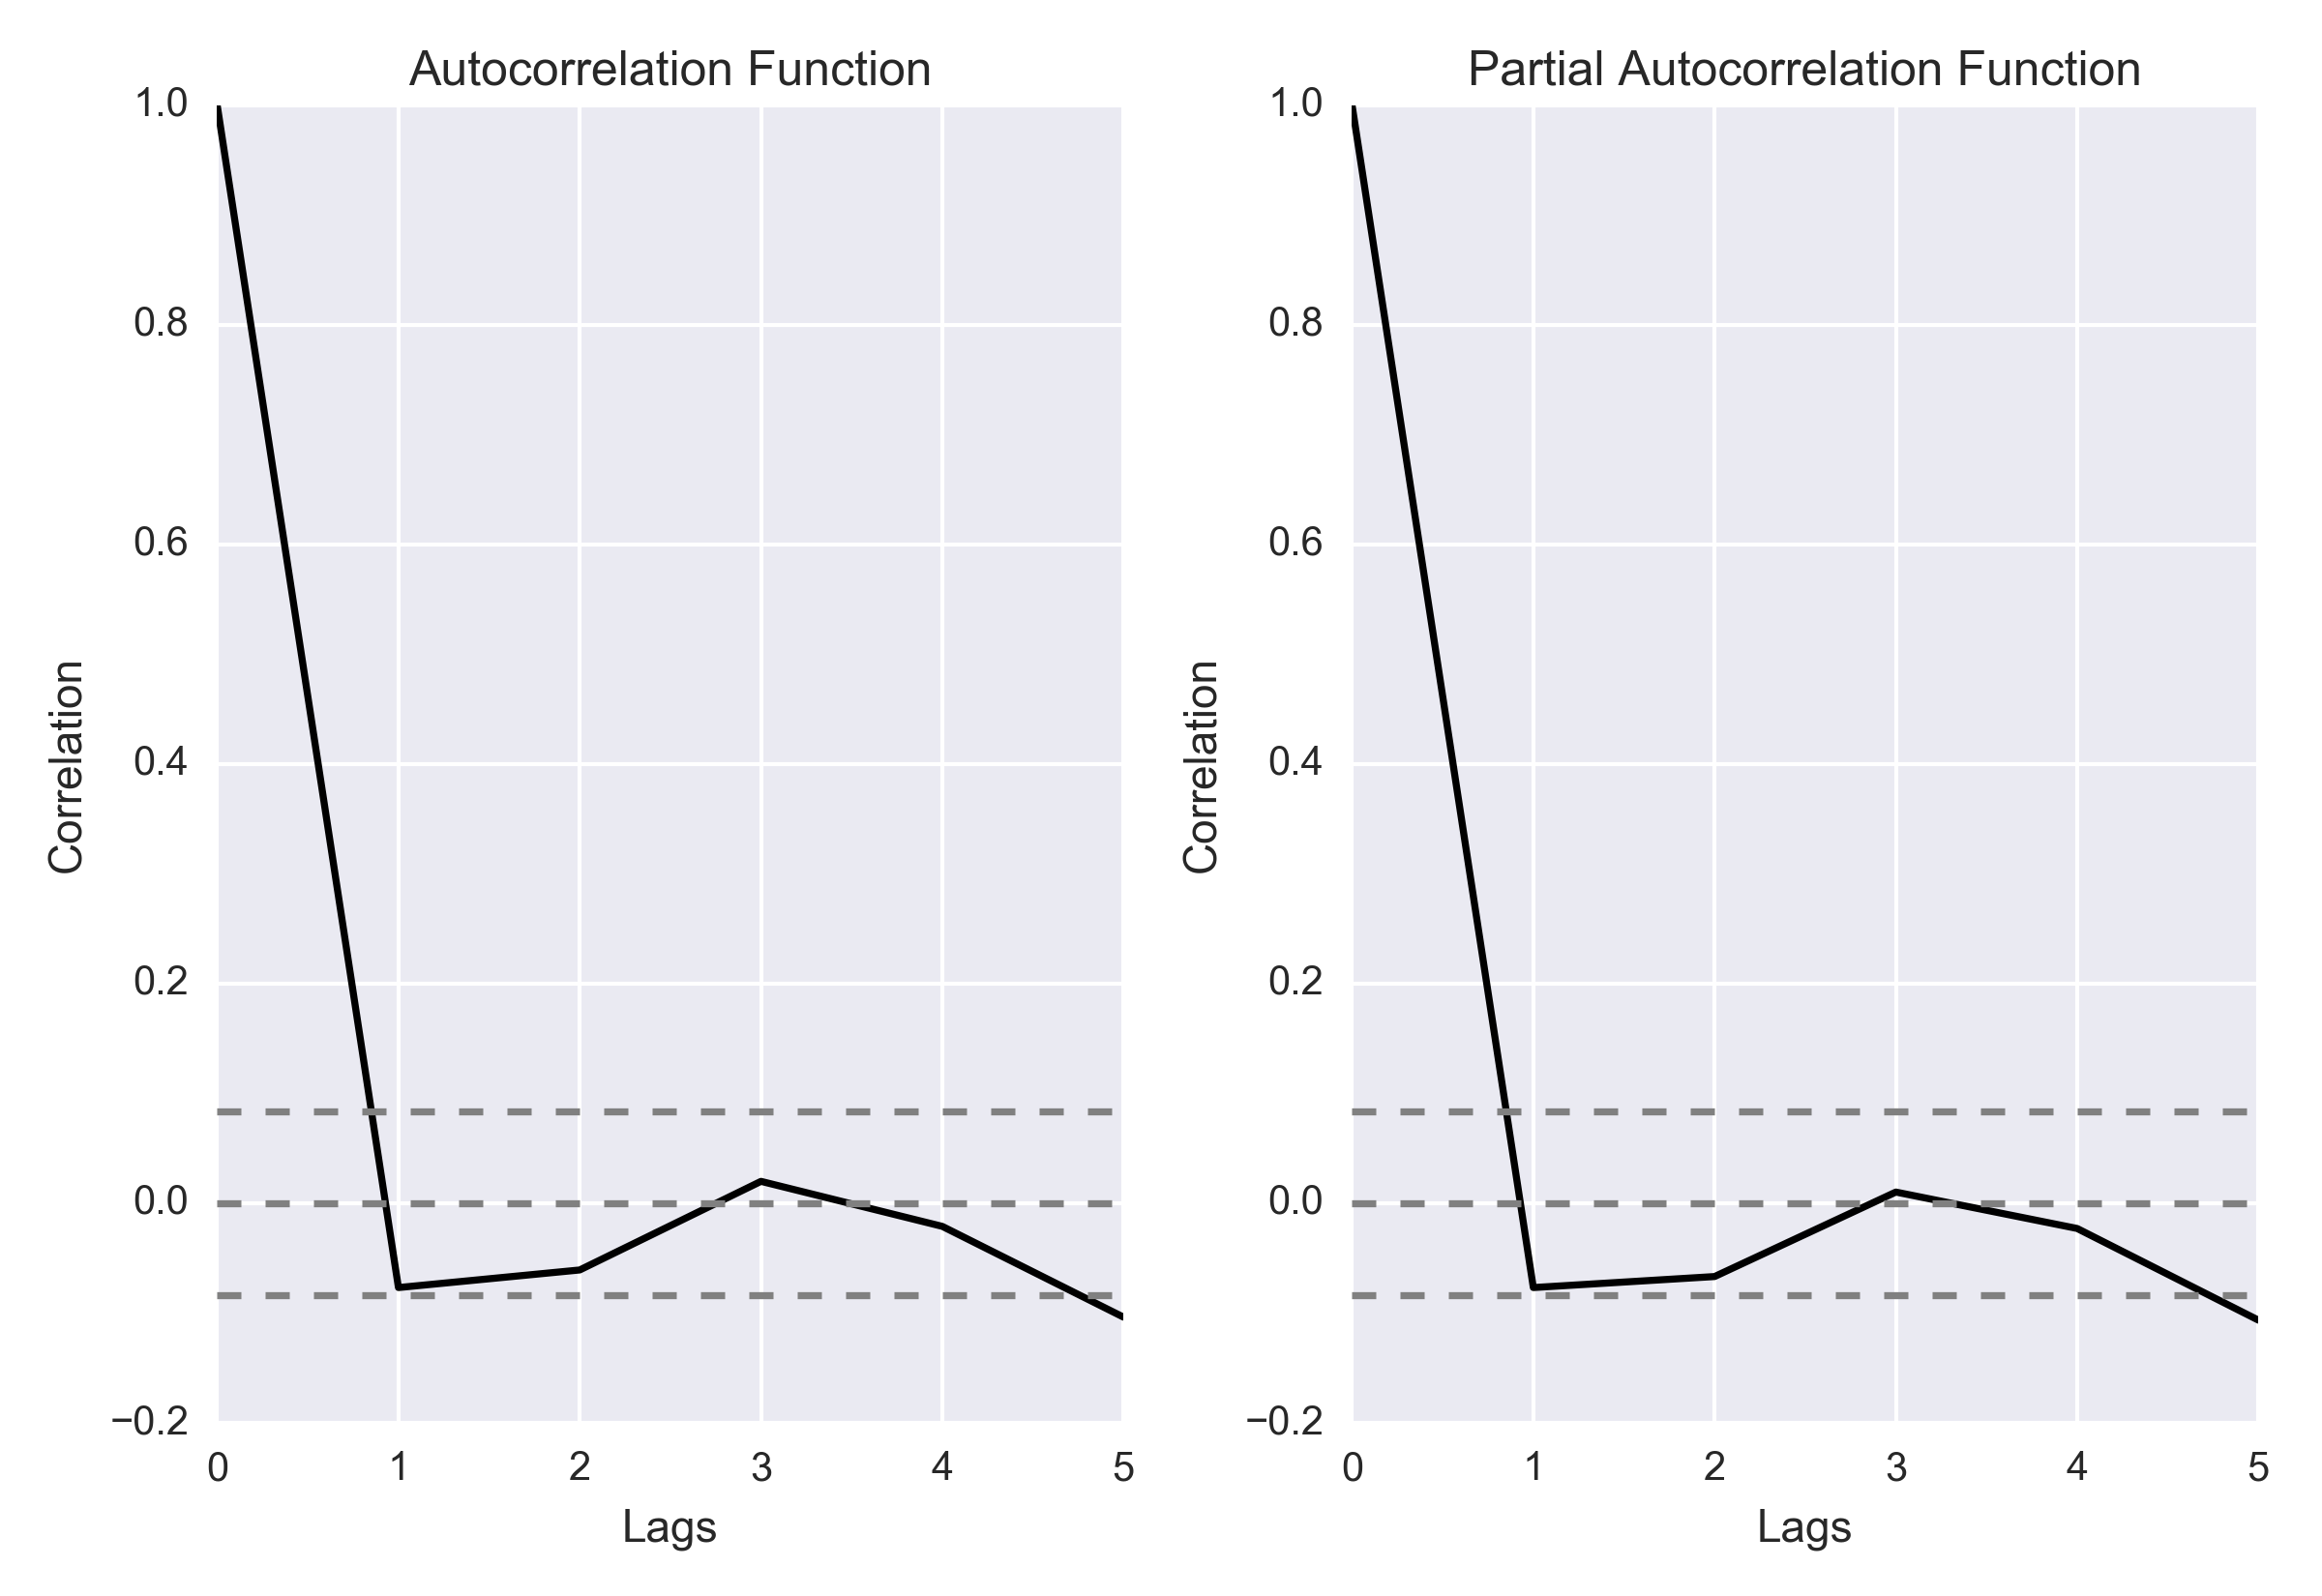 Autocorrelation Function
1.0
0.8
0.6
0.4
0.2
0.0
−0.2
Correlation
0 1 2 3 4 5
Lags
Partial Autocorrelation Function
1.0
0.8
0.6
0.4
0.2
0.0
−0.2
Correlation
0 1 2 3 4 5
Lags